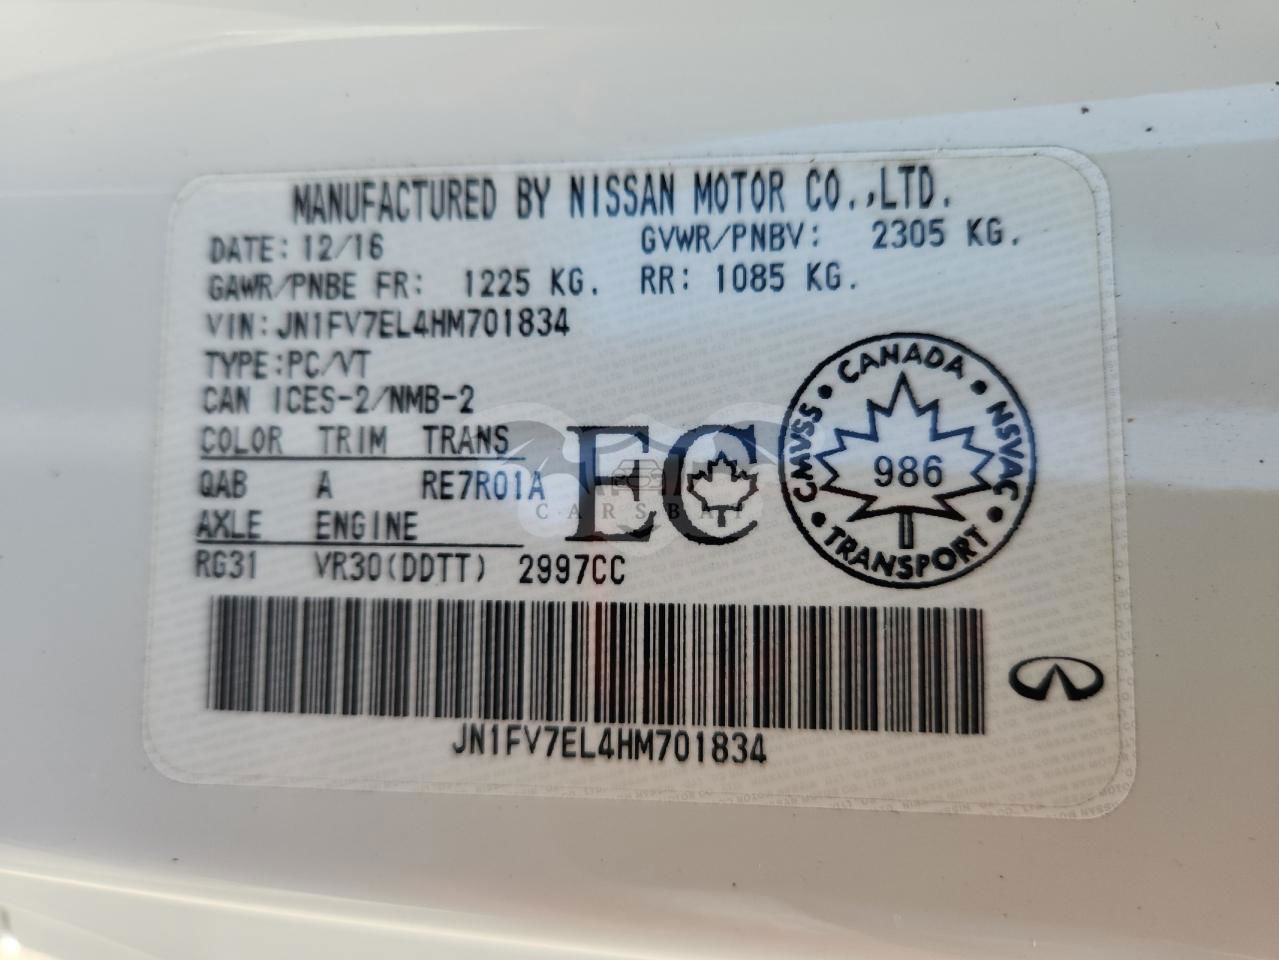 MANUFACTURED BY NISSAN MOTOR CO.,LTD.
DATE: 12/16 GVWR/PNBV: 2305 KG.
GAWR/PNBE FR: 1225 KG. RR: 1085 KG.
VIN: JN1FV7EL4HM701834
TYPE:PC/VT
CAN ICES-2/NMB-2
COLOR TRIM TRANS
QAB A RE7R01A
AXLE ENGINE
RG31 VR30(DDTT) 2997CC
EC
CARSBAY
CANADA
CMVSS
NSVAC
986
TRANSPORT
JN1FV7EL4HM701834